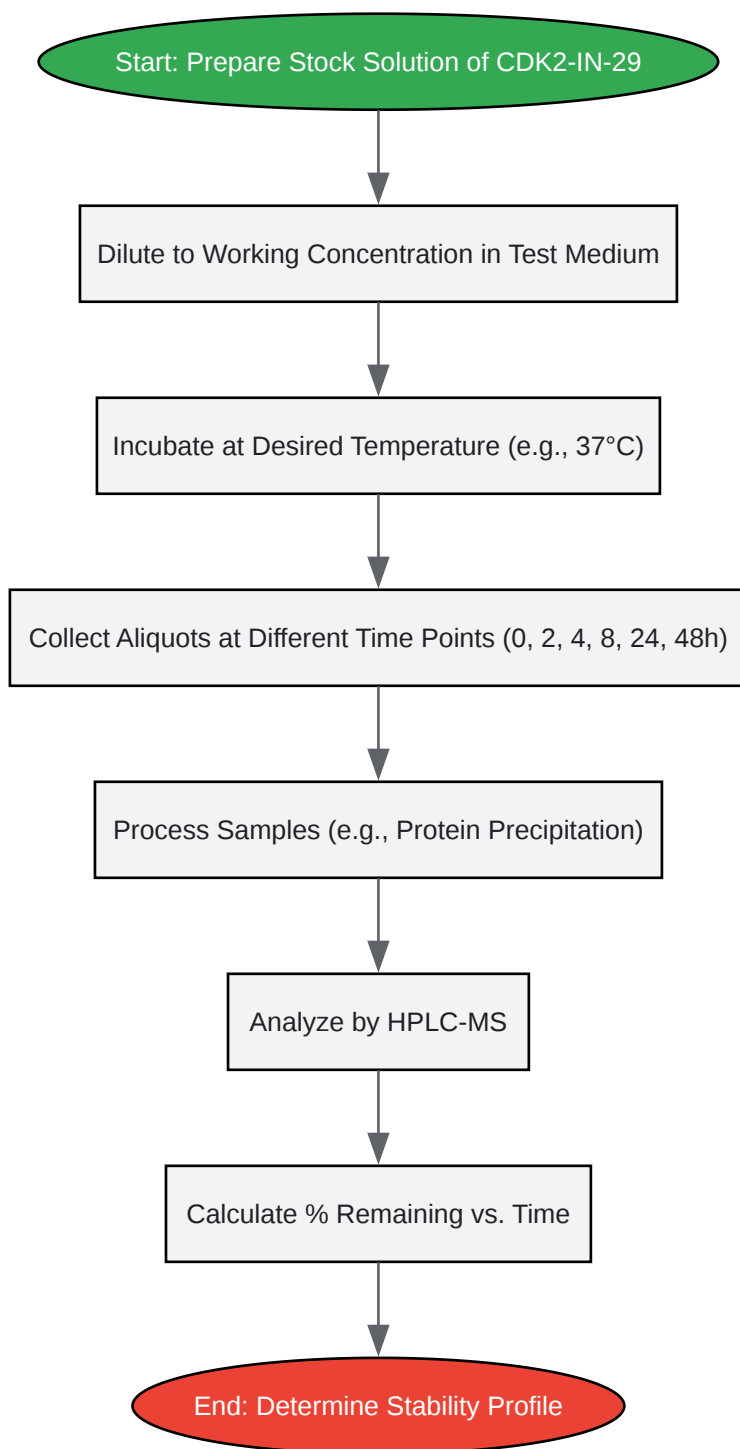 Start: Prepare Stock Solution of CDK2-IN-29
Dilute to Working Concentration in Test Medium
Incubate at Desired Temperature (e.g., 37°C)
Collect Aliquots at Different Time Points (0, 2, 4, 8, 24, 48h)
Process Samples (e.g., Protein Precipitation)
Analyze by HPLC-MS
Calculate % Remaining vs. Time
End: Determine Stability Profile